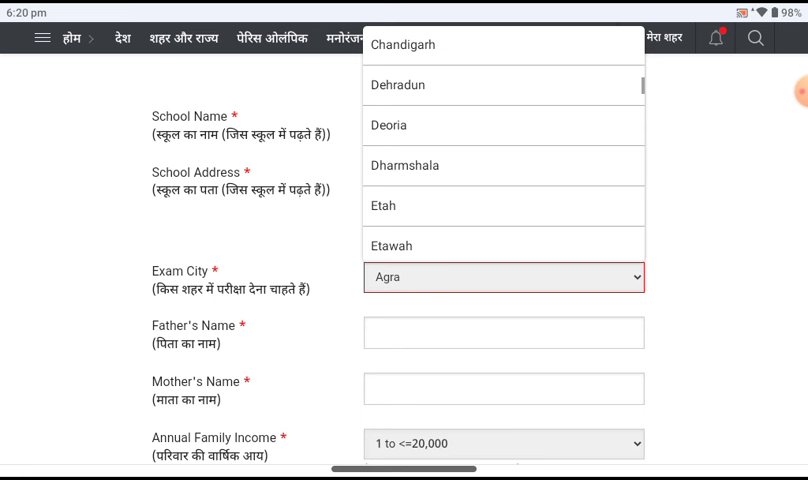 6:20 pm
98%
होम
देश
शहर और राज्य
पेरिस ओलंपिक
मेरा शहर
Chandigarh
Dehradun
Deoria
Dharmshala
Etah
Etawah
School Name *
(स्कूल का नाम (जिस स्कूल में पढ़ते हैं))
School Address *
(स्कूल का पता (जिस स्कूल में पढ़ते हैं))
Exam City *
(किस शहर में परीक्षा देना चाहते हैं)
Agra
Father's Name *
(पिता का नाम)
Mother's Name *
(माता का नाम)
Annual Family Income *
(परिवार की वार्षिक आय)
1 to <=20,000